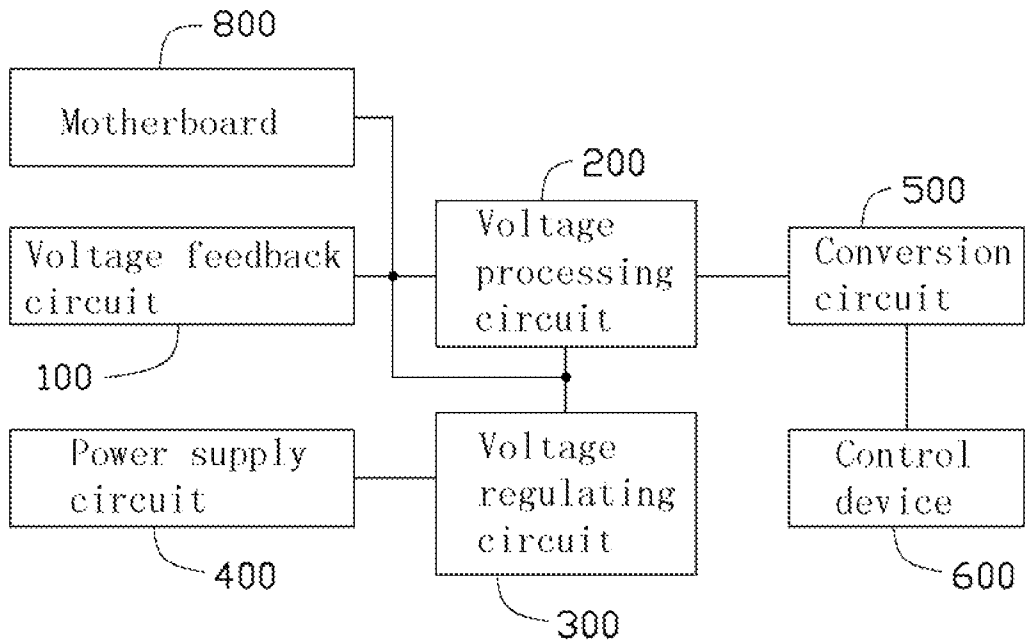 800
Motherboard
200
500
Voltage feedback
circuit
Voltage
processing
circuit
Conversion
circuit
100
Power supply
circuit
Voltage
regulating
circuit
Control
device
400
300
600